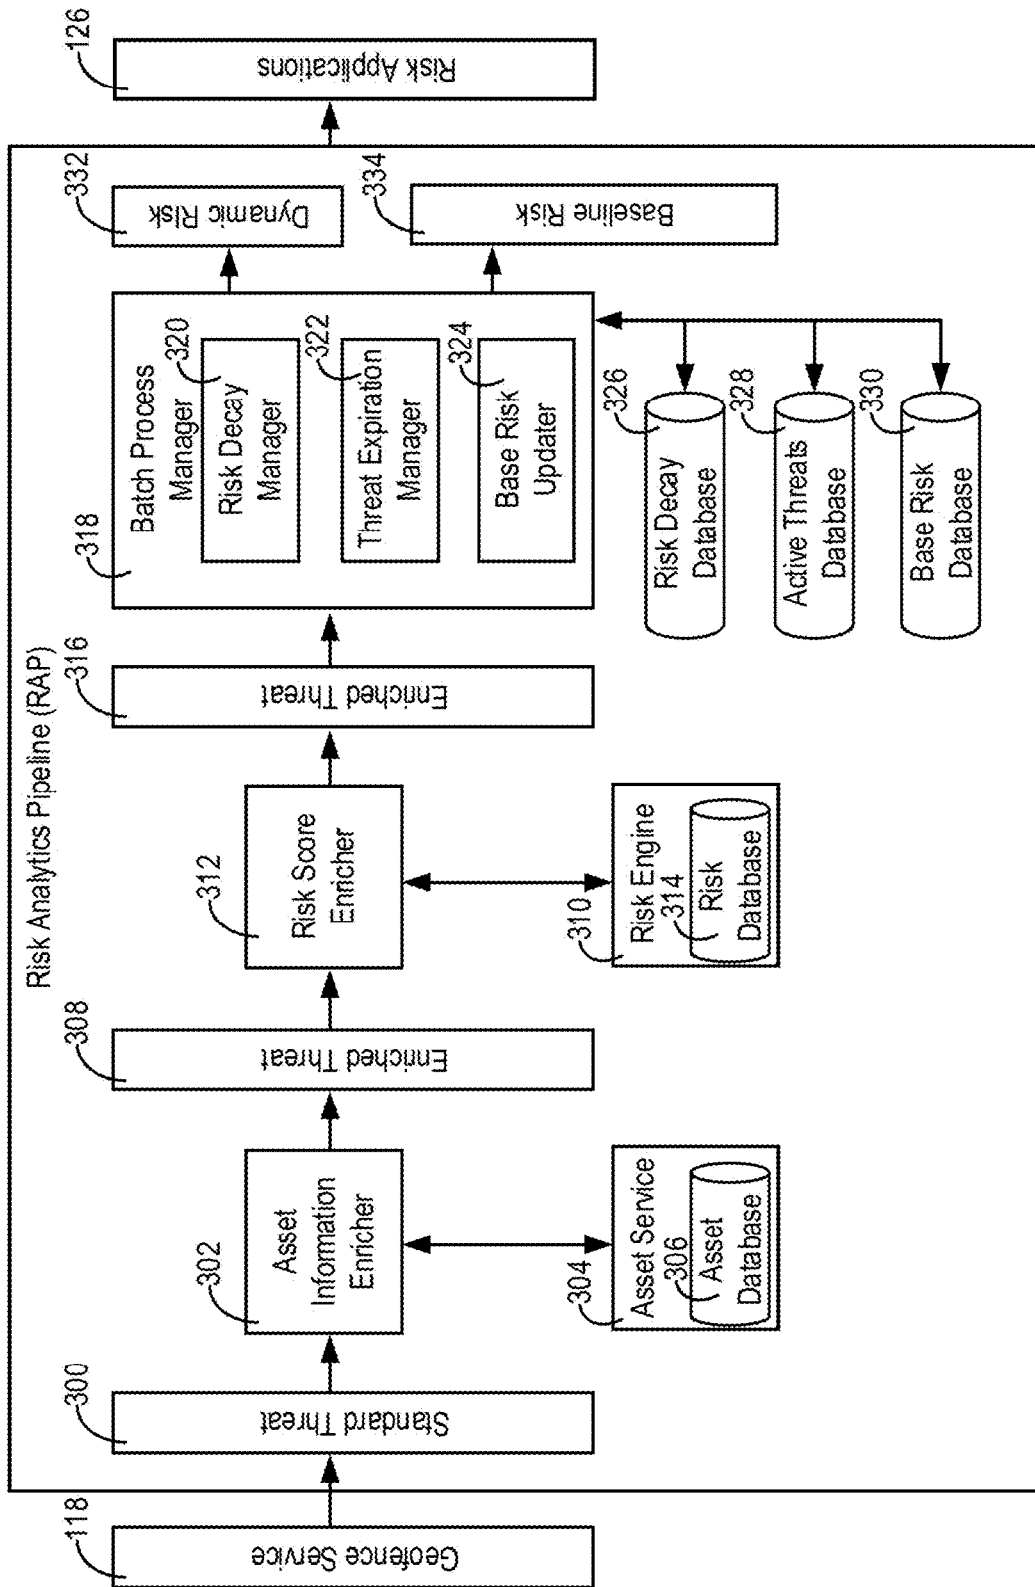 Risk Analytics Pipeline (RAP)
118
Geofence Service
300
Standard Threat
302
Asset
Information
Enricher
304
Asset Service
306
Asset
Database
308
Enriched Threat
312
Risk Score
Enricher
310
Risk Engine
314
Risk
Database
316
Enriched Threat
318
Batch Process
Manager
320
Risk Decay
Manager
322
Threat Expiration
Manager
324
Base Risk
Updater
326
Risk Decay
Database
328
Active Threats
Database
330
Base Risk
Database
332
Dynamic Risk
334
Baseline Risk
126
Risk Applications